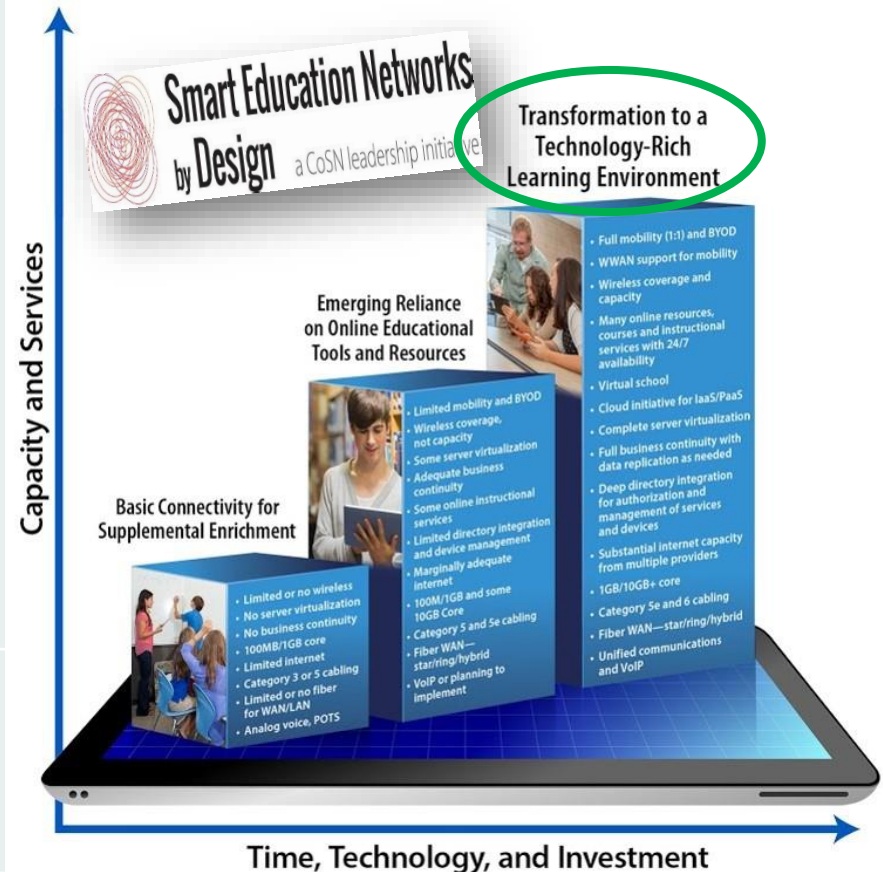 Smart Education Networks
by Design a CoSN leadership initiative
Transformation to a
Technology-Rich
Learning Environment
• Full mobility (1:1) and BYOD
• WWAN support for mobility
• Wireless coverage and
capacity
• Many online resources,
courses and instructional
services with 24/7
availability
• Virtual school
• Cloud initiative for IaaS/PaaS
• Complete server virtualization
• Full business continuity with
data replication as needed
• Deep directory integration
for authorization and
management of services
and devices
• Substantial internet capacity
from multiple providers
• 1GB/10GB+ core
• Category 5e and 6 cabling
• Fiber WAN—star/ring/hybrid
• Unified communications
and VoIP
Emerging Reliance
on Online Educational
Tools and Resources
• Limited mobility and BYOD
• Wireless coverage,
not capacity
• Some server virtualization
• Adequate business
continuity
• Some online instructional
services
• Limited directory integration
and device management
• Marginally adequate
internet
• 100M/1GB and some
10GB Core
• Category 5 and 5e cabling
• Fiber WAN—
star/ring/hybrid
• VoIP or planning to
implement
Basic Connectivity for
Supplemental Enrichment
• Limited or no wireless
• No server virtualization
• No business continuity
• 100MB/1GB core
• Limited internet
• Category 3 or 5 cabling
• Limited or no fiber
for WAN/LAN
• Analog voice, POTS
Capacity and Services
Time, Technology, and Investment